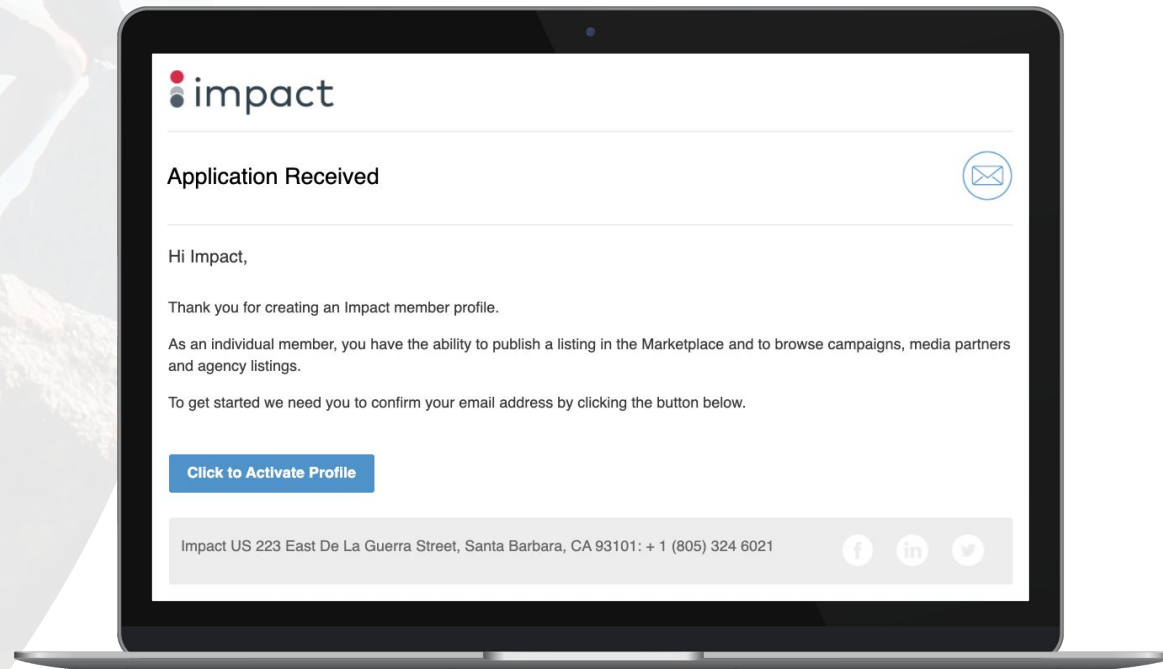 impact
Application Received
Hi Impact,
Thank you for creating an Impact member profile.
As an individual member, you have the ability to publish a listing in the Marketplace and to browse campaigns, media partners
and agency listings.
To get started we need you to confirm your email address by clicking the button below.
Click to Activate Profile
Impact US 223 East De La Guerra Street, Santa Barbara, CA 93101: + 1 (805) 324 6021
f in